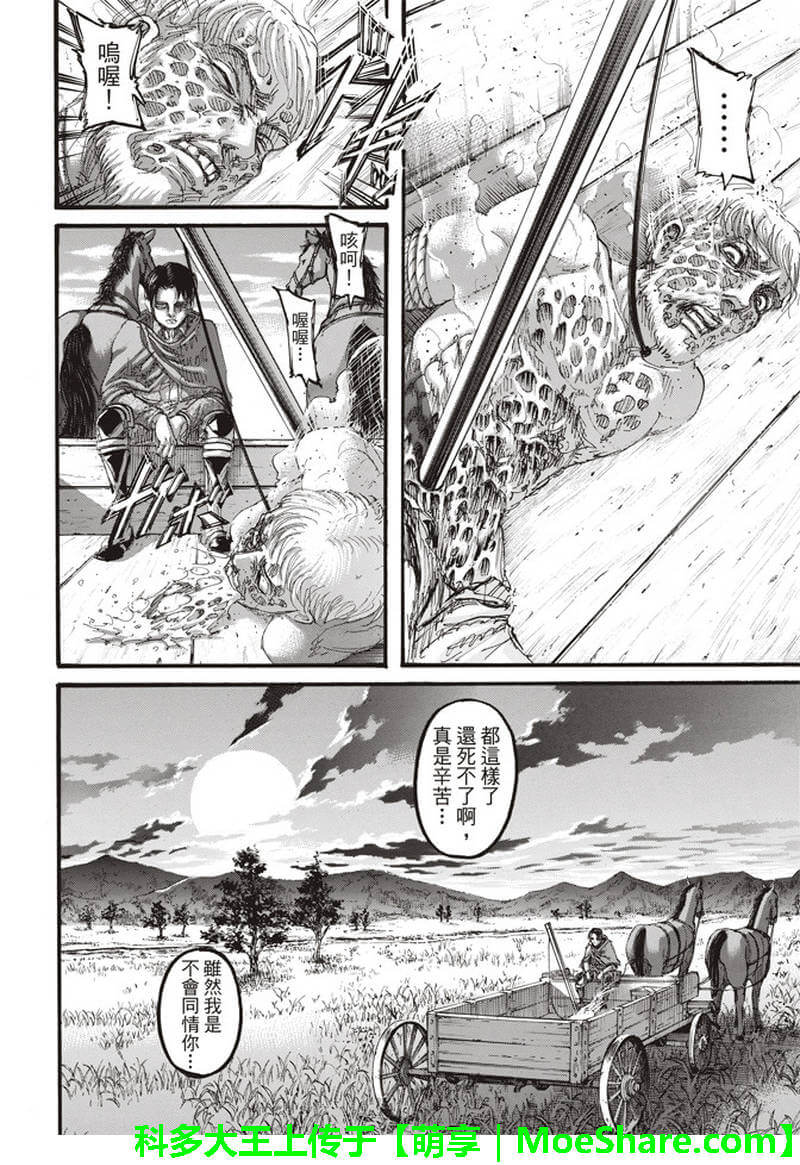 ……
嗚喔！
咳呵！
喔喔…
都這樣了
還死不了啊，
真是辛苦…
雖然我是
不會同情你…
科多大王上传于【萌享 | MoeShare.com】